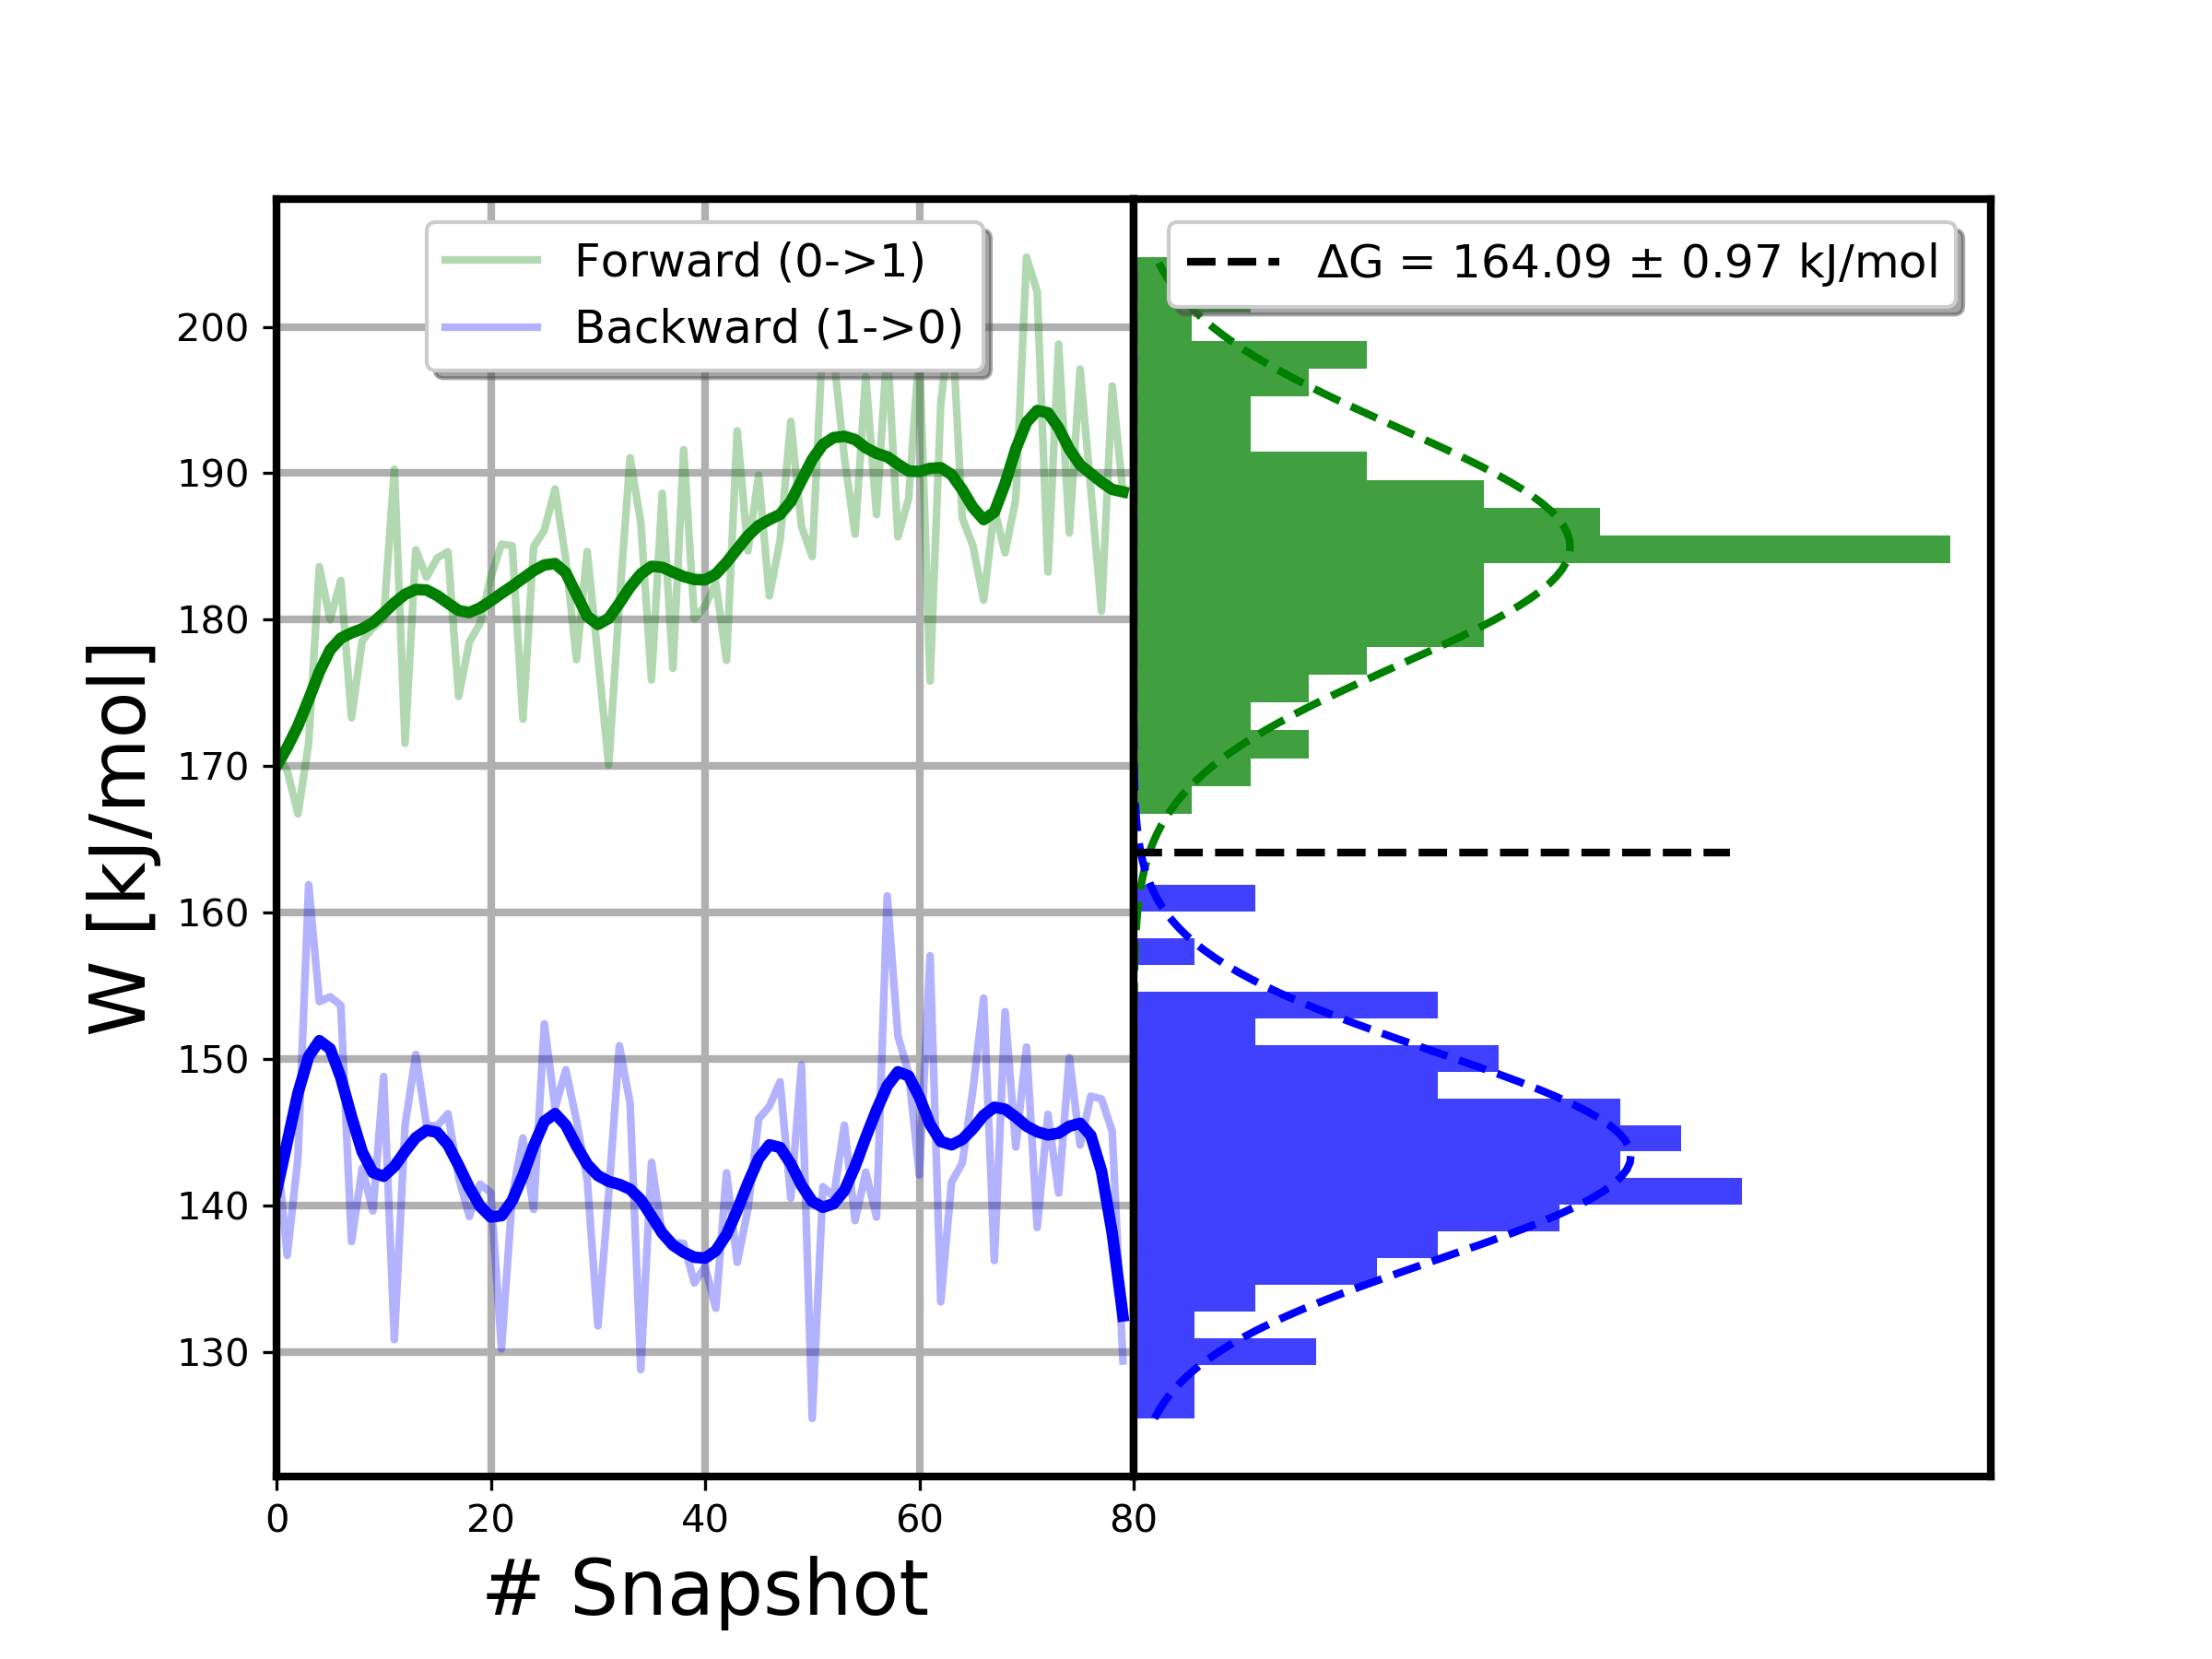 Forward (0->1)
Backward (1->0)
ΔG = 164.09 ± 0.97 kJ/mol
W [kJ/mol]
200
190
180
170
160
150
140
130
0 20 40 60 80
# Snapshot